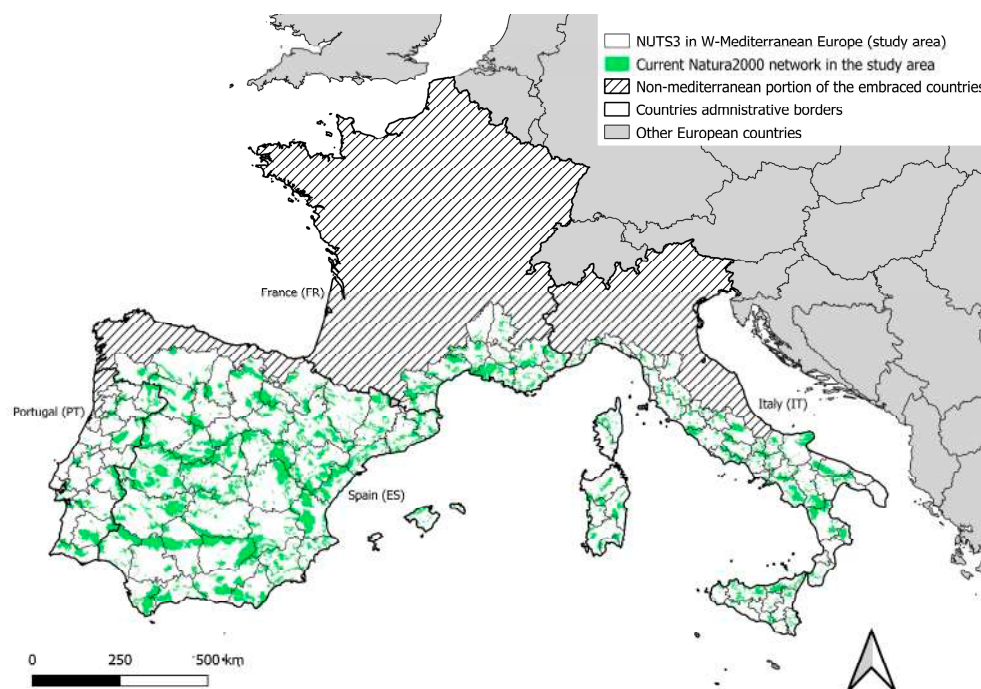 NUTS3 in W-Mediterranean Europe (study area)
Current Natura2000 network in the study area
Non-mediterranean portion of the embraced countries
Countries admnistrative borders
Other European countries
France (FR)
Portugal (PT)
Italy (IT)
Spain (ES)
0 250 500 km